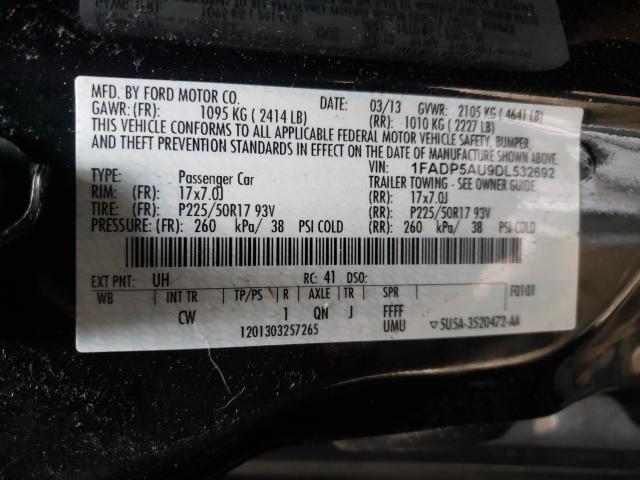 MFD. BY FORD MOTOR CO. DATE: 03/13 GVWR: 2105 KG (4641 LB)
GAWR: (FR): 1095 KG (2414 LB) (RR): 1010 KG (2227 LB)
THIS VEHICLE CONFORMS TO ALL APPLICABLE FEDERAL MOTOR VEHICLE SAFETY, BUMPER,
AND THEFT PREVENTION STANDARDS IN EFFECT ON THE DATE OF MANUFACTURE SHOWN ABOVE.
VIN: 1FADP5AU9DL532692
TYPE: Passenger Car TRAILER TOWING - SEE OWNER GUIDE
RIM: (FR): 17x7.0J (RR): 17x7.0J
TIRE: (FR): P225/50R17 93V (RR): P225/50R17 93V
PRESSURE: (FR): 260 kPa/ 38 PSI COLD (RR): 260 kPa/ 38 PSI COLD
EXT PNT: UH RC: 41 DSO: F0101
WB INT TR TP/PS R AXLE TR SPR
CW 1 QN J FFFF
1201303257265 UMU ▽ 5U5A-3520472-AA